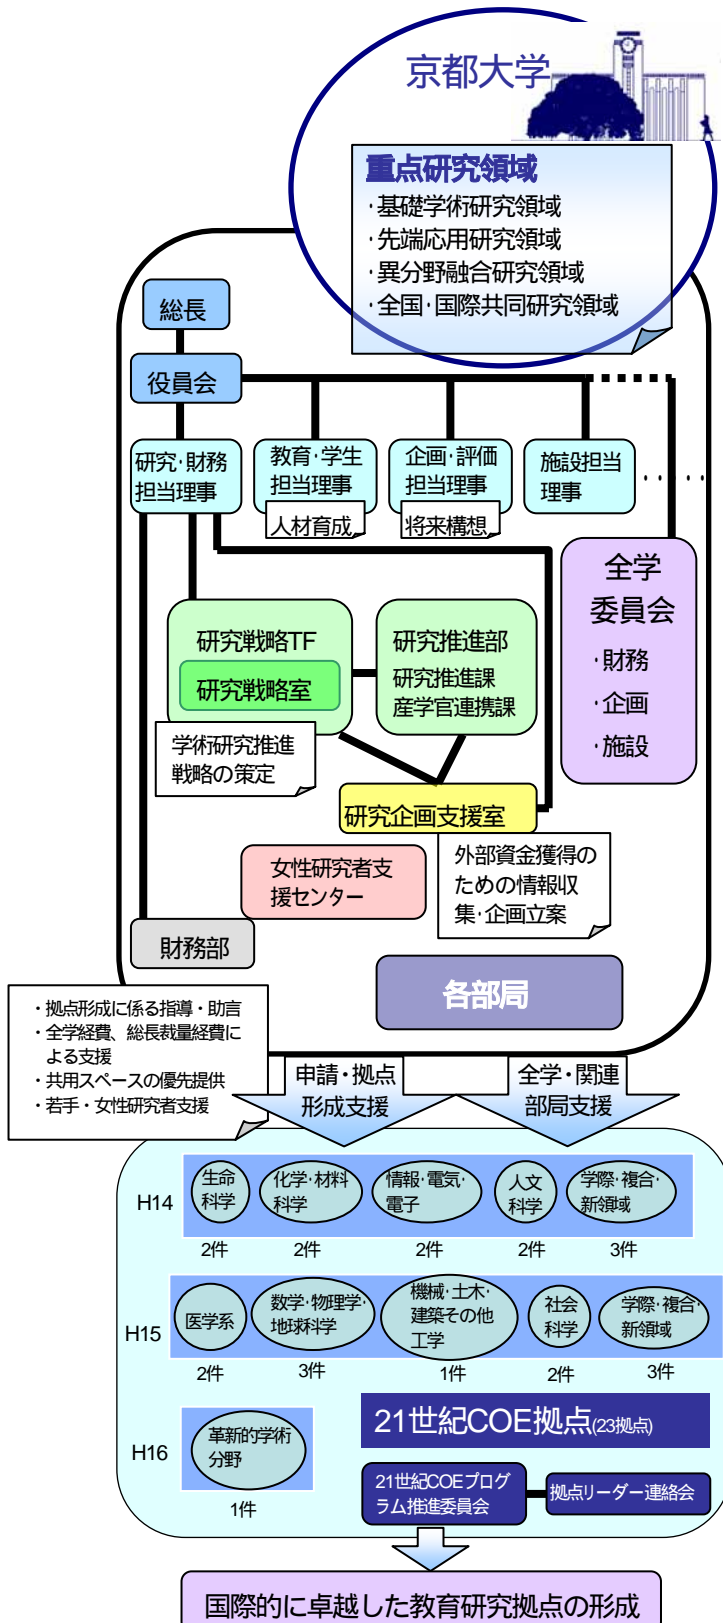 京都大学
重点研究領域
・基礎学術研究領域
・先端応用研究領域
・異分野融合研究領域
・全国・国際共同研究領域
総長
役員会
研究・財務
担当理事
教育・学生
担当理事
人材育成
企画・評価
担当理事
将来構想
施設担当
理事
全学
委員会
・財務
・企画
・施設
研究戦略TF
研究戦略室
研究推進部
研究推進課
産学官連携課
学術研究推進
戦略の策定
研究企画支援室
女性研究者支
援センター
外部資金獲得の
ための情報収
集・企画立案
財務部
各部局
・拠点形成に係る指導・助言
・全学経費、総長裁量経費に
よる支援
・共用スペースの優先提供
・若手・女性研究者支援
申請・拠点
形成支援
全学・関連
部局支援
H14
生命
科学
化学・材料
科学
情報・電気・
電子
人文
科学
学際・複合・
新領域
2件
2件
2件
2件
3件
H15
医学系
数学・物理学・
地球科学
機械・土木・
建築その他
工学
社会
科学
学際・複合・
新領域
2件
3件
1件
2件
3件
H16
革新的学術
分野
1件
21世紀COE拠点(23拠点)
21世紀COEプログ
ラム推進委員会
拠点リーダー連絡会
国際的に卓越した教育研究拠点の形成